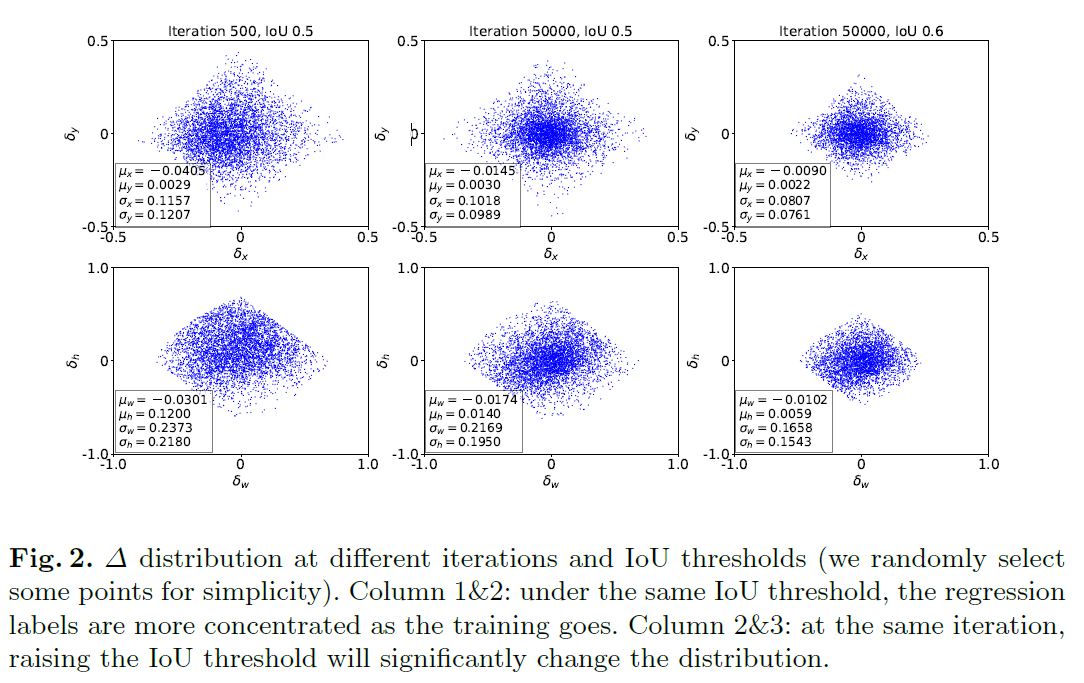 Iteration 500, IoU 0.5
0.5
0
-0.5
δy
μx = −0.0405
μy = 0.0029
σx = 0.1157
σy = 0.1207
-0.5
0
0.5
δx
Iteration 50000, IoU 0.5
0.5
0
-0.5
δy
μx = −0.0145
μy = 0.0030
σx = 0.1018
σy = 0.0989
-0.5
0
0.5
δx
Iteration 50000, IoU 0.6
0.5
0
-0.5
δy
μx = −0.0090
μy = 0.0022
σx = 0.0807
σy = 0.0761
-0.5
0
0.5
δx
1.0
0
-1.0
δh
μw = −0.0301
μh = 0.1200
σw = 0.2373
σh = 0.2180
-1.0
0
1.0
δw
1.0
0
-1.0
δh
μw = −0.0174
μh = 0.0140
σw = 0.2169
σh = 0.1950
-1.0
0
1.0
δw
1.0
0
-1.0
δh
μw = −0.0102
μh = 0.0059
σw = 0.1658
σh = 0.1543
-1.0
0
1.0
δw
Fig. 2. Δ distribution at different iterations and IoU thresholds (we randomly select
some points for simplicity). Column 1&2: under the same IoU threshold, the regression
labels are more concentrated as the training goes. Column 2&3: at the same iteration,
raising the IoU threshold will significantly change the distribution.